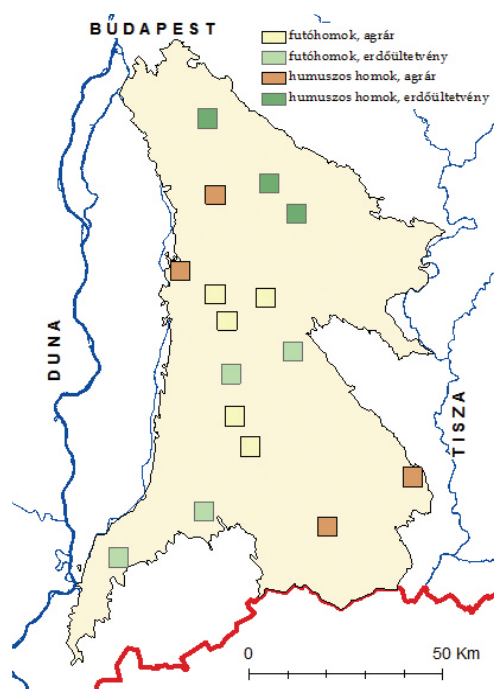 BUDAPEST
futóhomok, agrár
futóhomok, erdőültetvény
humuszos homok, agrár
humuszos homok, erdőültetvény
DUNA
TISZA
0 50 Km